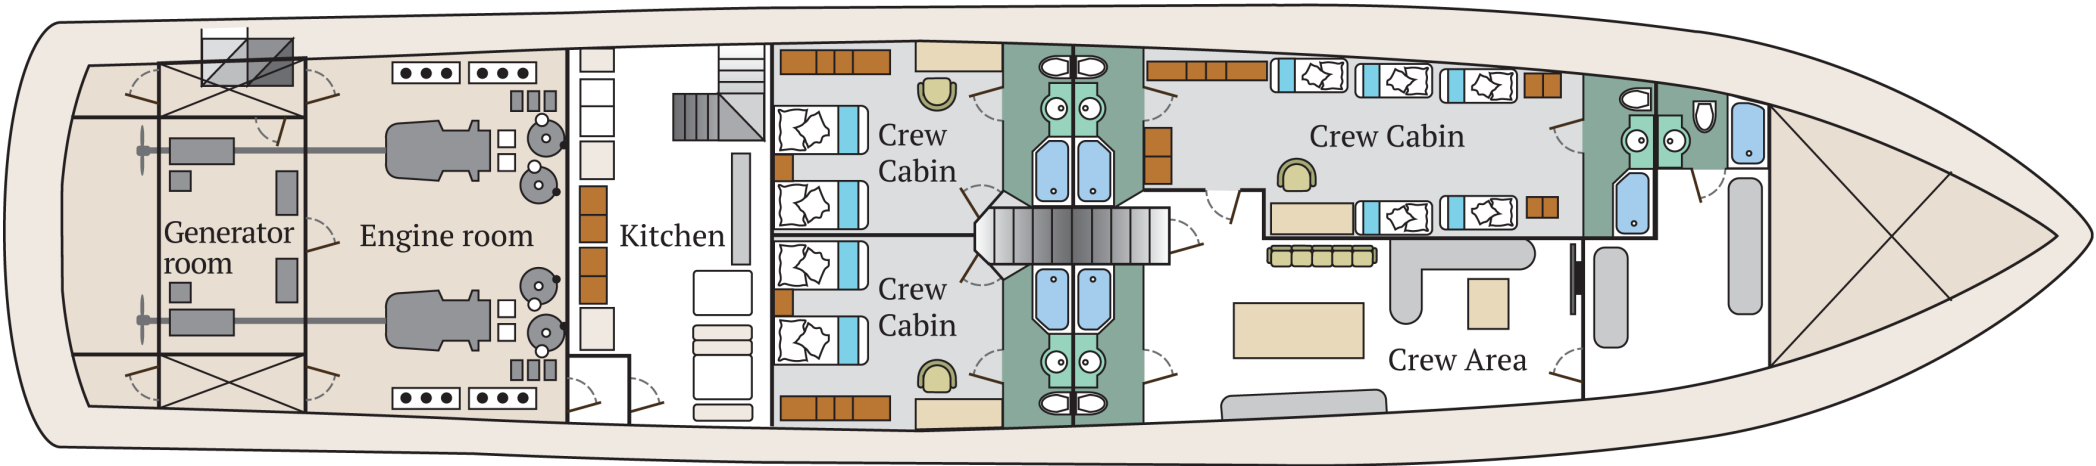 Generator
room
Engine room
Kitchen
Crew
Cabin
Crew
Cabin
Crew Cabin
Crew Area